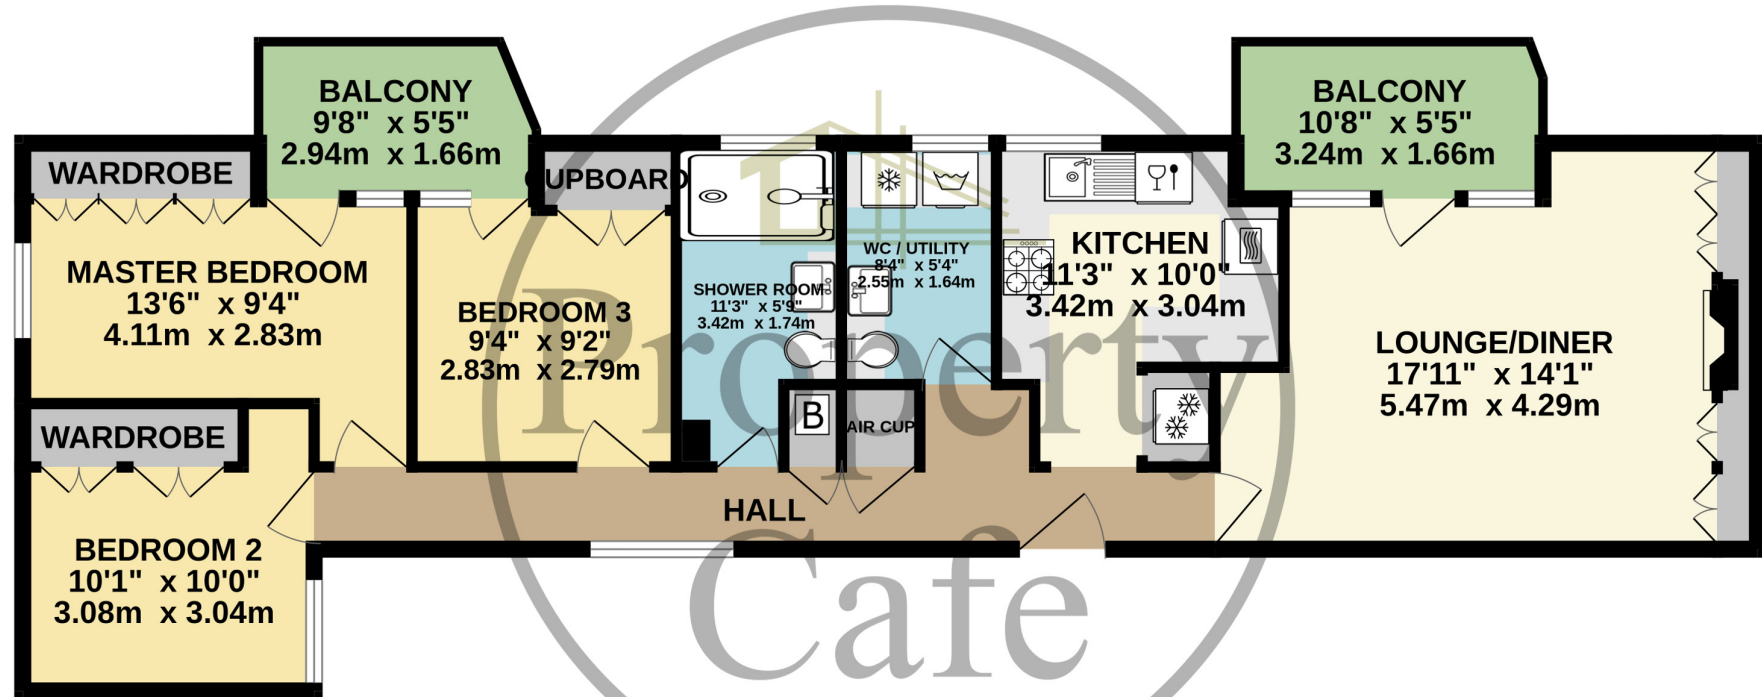 BALCONY
9'8" x 5'5"
2.94m x 1.66m
BALCONY
10'8" x 5'5"
3.24m x 1.66m
WARDROBE
CUPBOARD
MASTER BEDROOM
13'6" x 9'4"
4.11m x 2.83m
BEDROOM 3
9'4" x 9'2"
2.83m x 2.79m
SHOWER ROOM
11'3" x 5'9"
3.42m x 1.74m
WC / UTILITY
8'4" x 5'4"
2.55m x 1.64m
KITCHEN
11'3" x 10'0"
3.42m x 3.04m
LOUNGE/DINER
17'11" x 14'1"
5.47m x 4.29m
WARDROBE
B
AIR CUP
HALL
BEDROOM 2
10'1" x 10'0"
3.08m x 3.04m
Property
Cafe